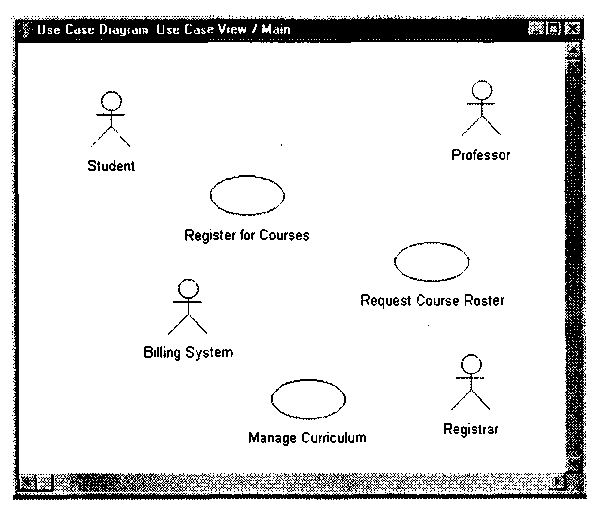 Use Case Diagram: Use Case View / Main
Student
Professor
Register for Courses
Request Course Roster
Billing System
Manage Curriculum
Registrar